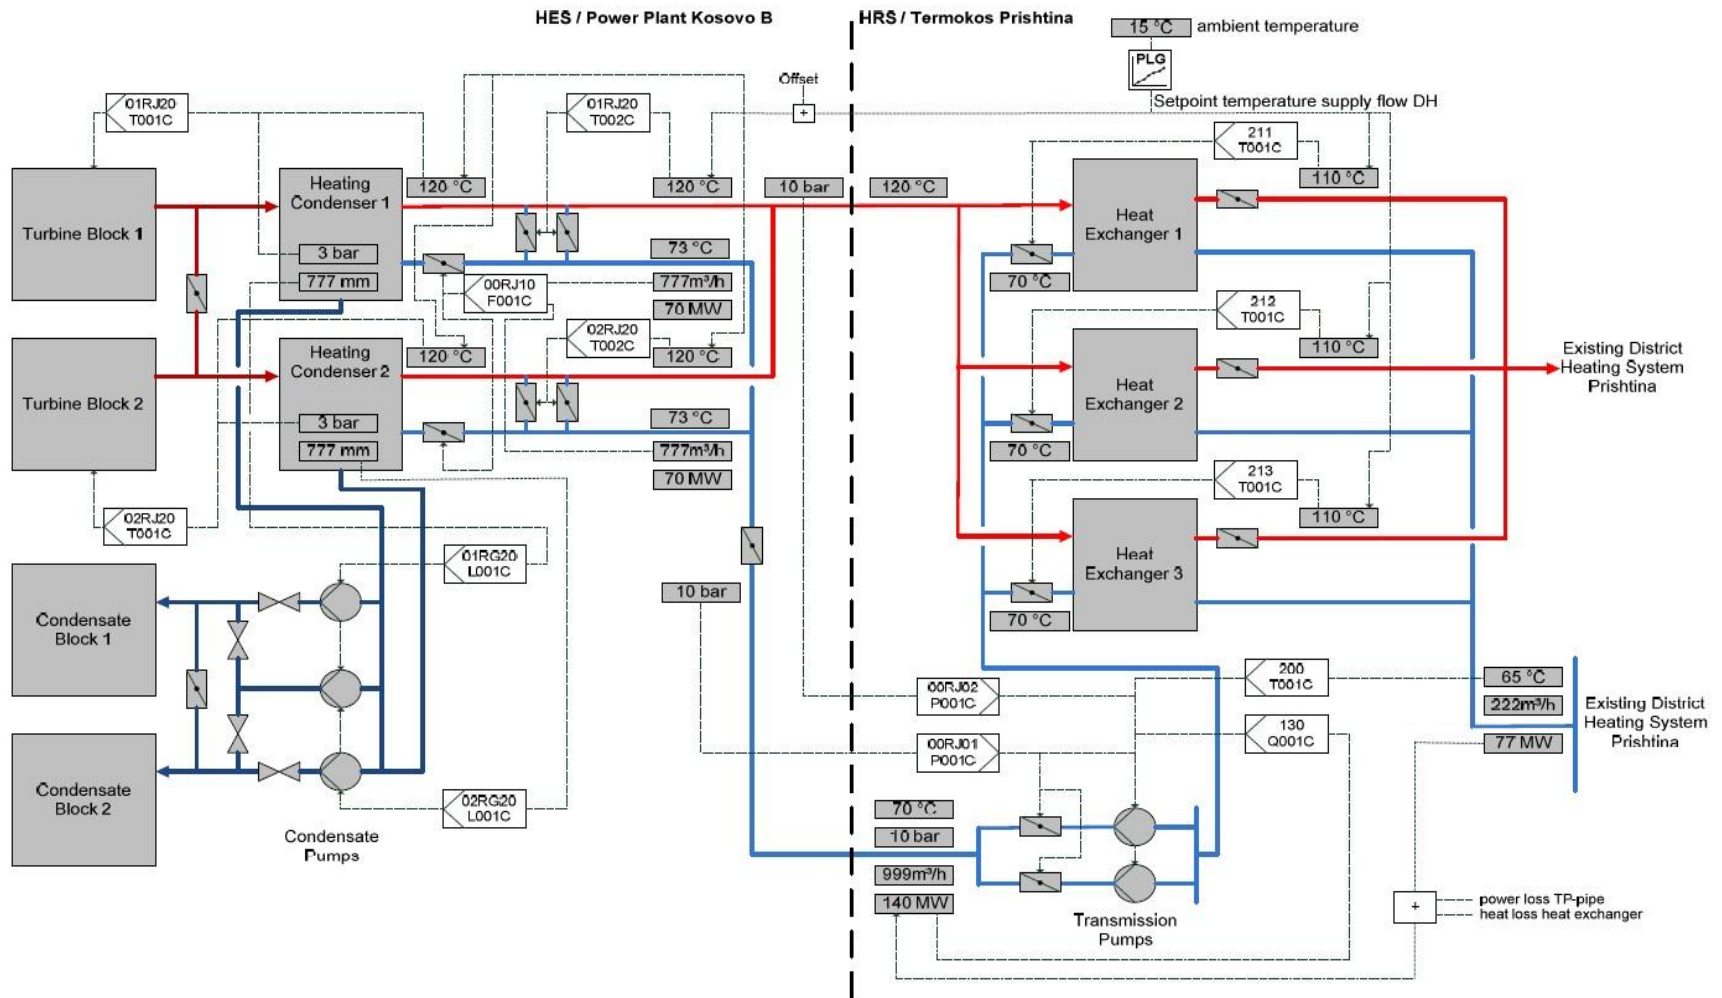 HES / Power Plant Kosovo B
HRS / Termokos Prishtina
15 °C
ambient temperature
PLG
Offset
+
Setpoint temperature supply flow DH
01RJ20
T001C
01RJ20
T002C
211
T001C
Turbine Block 1
Heating
Condenser 1
3 bar
777 mm
120 °C
120 °C
10 bar
120 °C
110 °C
Heat
Exchanger 1
73 °C
777m³/h
70 MW
00RJ10
F001C
70 °C
212
T001C
02RJ20
T002C
Turbine Block 2
Heating
Condenser 2
3 bar
777 mm
120 °C
120 °C
110 °C
Heat
Exchanger 2
Existing District
Heating System
Prishtina
73 °C
777m³/h
70 MW
70 °C
213
T001C
110 °C
02RJ20
T001C
01RG20
L001C
Heat
Exchanger 3
10 bar
70 °C
Condensate
Block 1
00RJ02
P001C
200
T001C
65 °C
222m³/h
77 MW
Existing District
Heating System
Prishtina
00RJ01
P001C
130
Q001C
Condensate
Block 2
02RG20
L001C
Condensate
Pumps
70 °C
10 bar
999m³/h
140 MW
Transmission
Pumps
+
power loss TP-pipe
heat loss heat exchanger